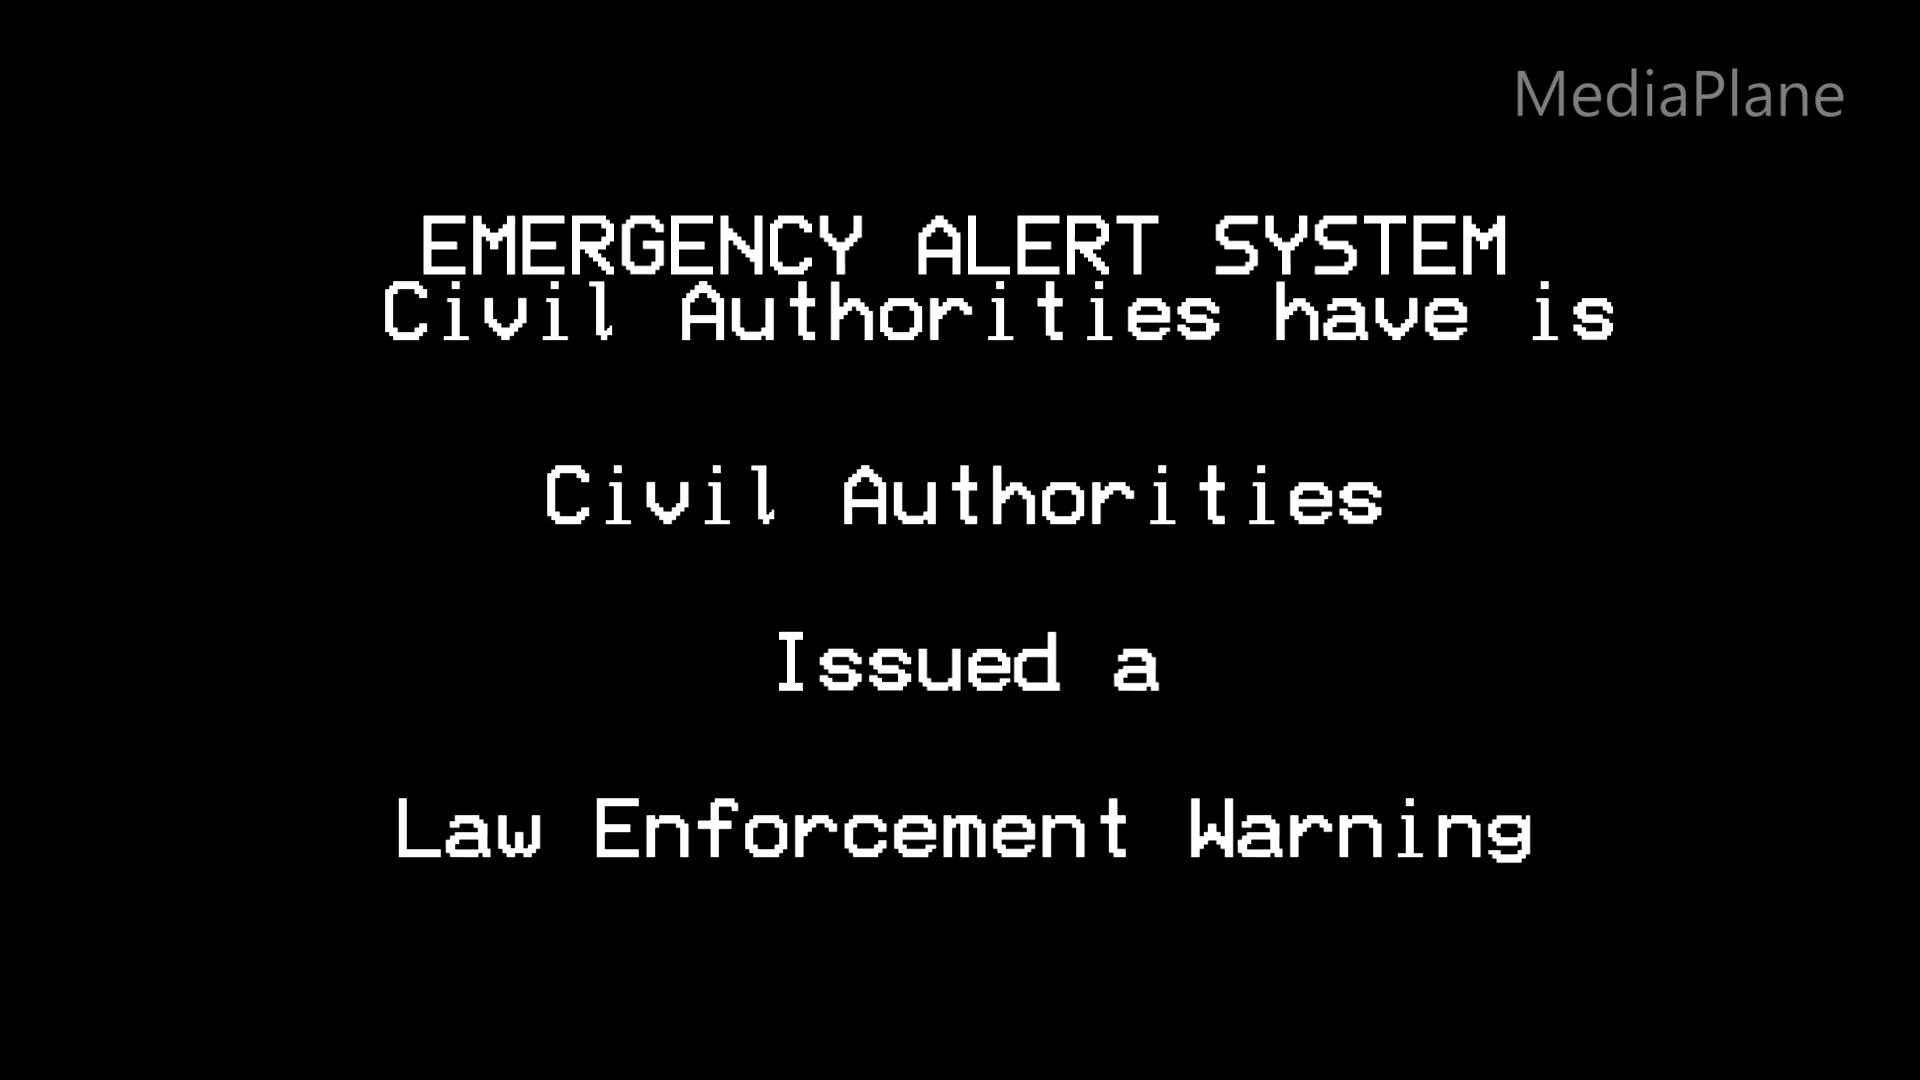 MediaPlane
EMERGENCY ALERT SYSTEM
Civil Authorities have is
Civil Authorities
Issued a
Law Enforcement Warning